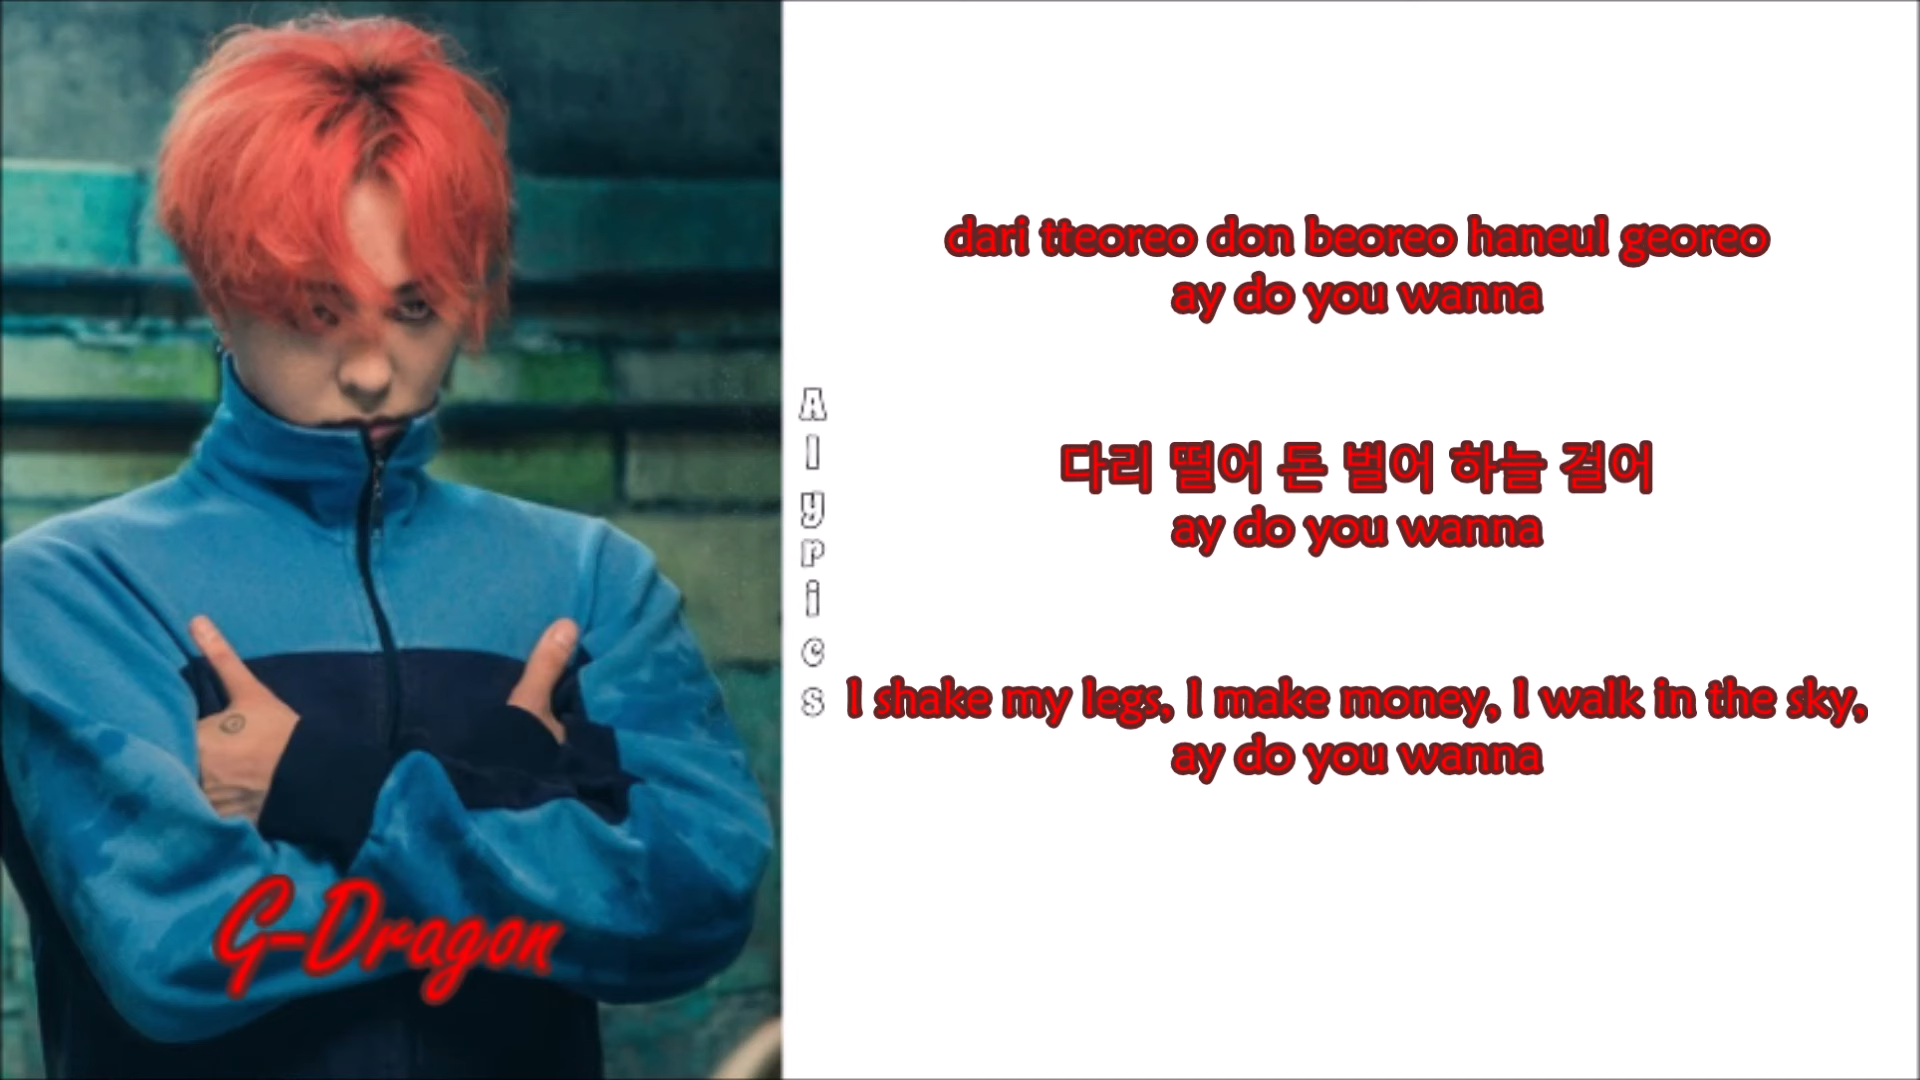 dari tteoreo don beoreo haneul georeo
ay do you wanna
다리 떨어 돈 벌어 하늘 걸어
ay do you wanna
I shake my legs, I make money, I walk in the sky,
ay do you wanna
Alyrics
G-Dragon